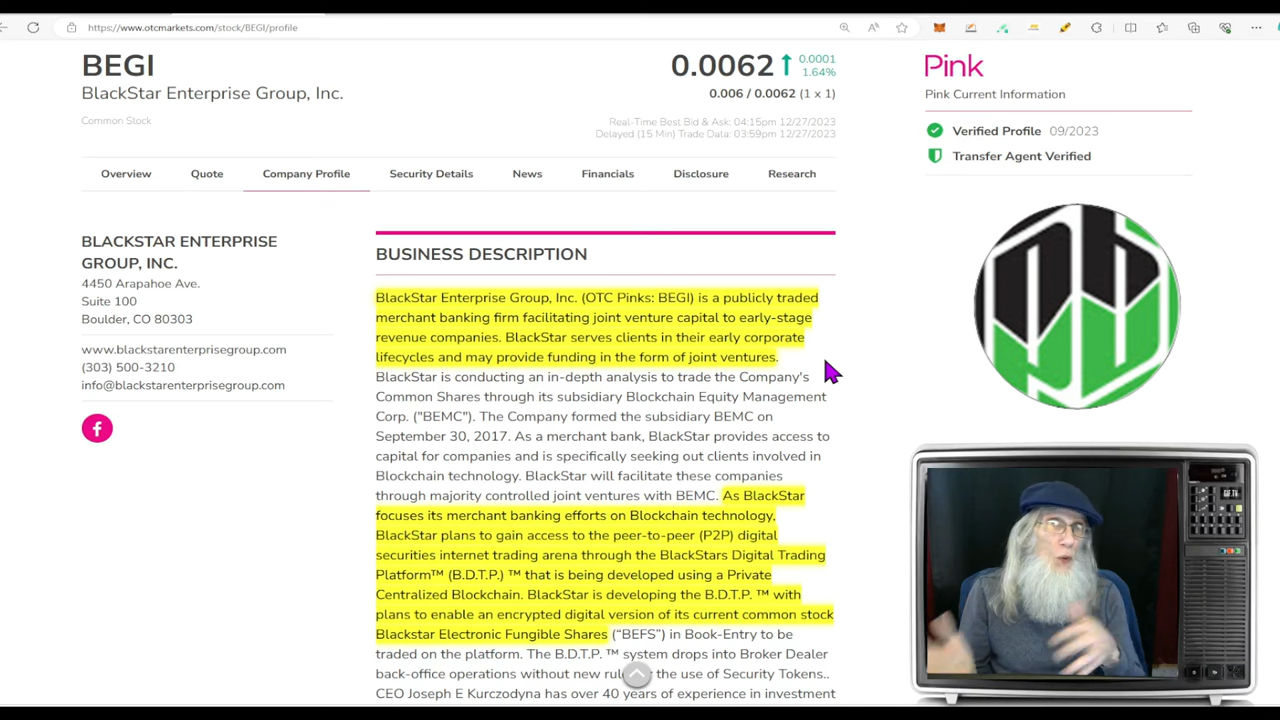 https://www.otcmarkets.com/stock/BEGI/profile
BEGI
BlackStar Enterprise Group, Inc.
Common Stock
0.0062
0.0001
1.64%
0.006 / 0.0062 (1 x 1)
Real-Time Best Bid & Ask: 04:15pm 12/27/2023
Delayed (15 Min) Trade Data: 03:59pm 12/27/2023
Pink
Pink Current Information
Verified Profile 09/2023
Transfer Agent Verified
Overview Quote Company Profile Security Details News Financials Disclosure Research
BLACKSTAR ENTERPRISE
GROUP, INC.
4450 Arapahoe Ave.
Suite 100
Boulder, CO 80303
www.blackstarenterprisegroup.com
(303) 500-3210
info@blackstarenterprisegroup.com
BUSINESS DESCRIPTION
BlackStar Enterprise Group, Inc. (OTC Pinks: BEGI) is a publicly traded
merchant banking firm facilitating joint venture capital to early-stage
revenue companies. BlackStar serves clients in their early corporate
lifecycles and may provide funding in the form of joint ventures.
BlackStar is conducting an in-depth analysis to trade the Company's
Common Shares through its subsidiary Blockchain Equity Management
Corp. ("BEMC"). The Company formed the subsidiary BEMC on
September 30, 2017. As a merchant bank, BlackStar provides access to
capital for companies and is specifically seeking out clients involved in
Blockchain technology. BlackStar will facilitate these companies
through majority controlled joint ventures with BEMC. As BlackStar
focuses its merchant banking efforts on Blockchain technology,
BlackStar plans to gain access to the peer-to-peer (P2P) digital
securities internet trading arena through the BlackStars Digital Trading
Platform™ (B.D.T.P.) ™ that is being developed using a Private
Centralized Blockchain. BlackStar is developing the B.D.T.P. ™ with
plans to enable an encrypted digital version of its current common stock
Blackstar Electronic Fungible Shares (“BEFS”) in Book-Entry to be
traded on the platform. The B.D.T.P. ™ system drops into Broker Dealer
back-office operations without new the use of Security Tokens..
CEO Joseph E Kurczodyna has over 40 years of experience in investment
GIF.TV